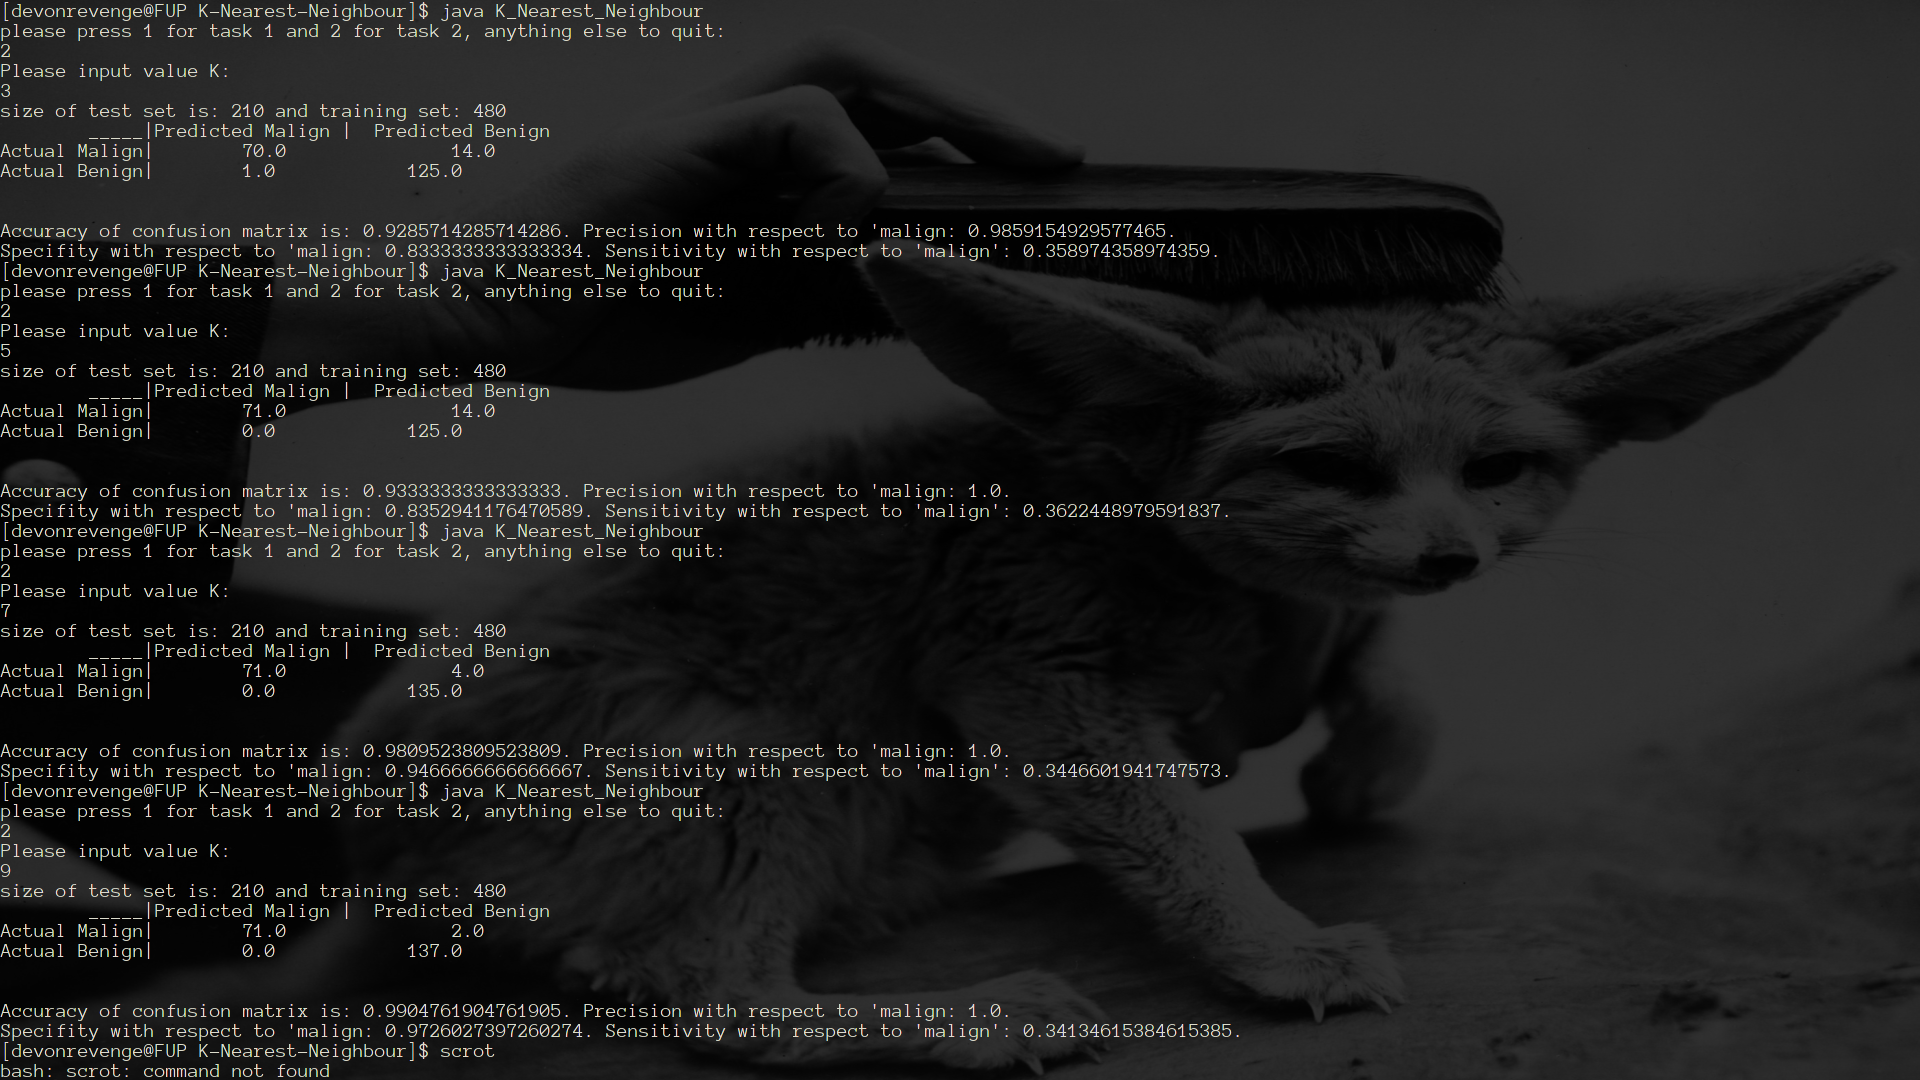 [devonrevenge@FUP K-Nearest-Neighbour]$ java K_Nearest_Neighbour
please press 1 for task 1 and 2 for task 2, anything else to quit:
2
Please input value K:
3
size of test set is: 210 and training set: 480
_____|Predicted Malign |  Predicted Benign
Actual Malign|        70.0               14.0
Actual Benign|        1.0            125.0
Accuracy of confusion matrix is: 0.9285714285714286. Precision with respect to 'malign: 0.9859154929577465.
Specifity with respect to 'malign: 0.8333333333333334. Sensitivity with respect to 'malign': 0.358974358974359.
[devonrevenge@FUP K-Nearest-Neighbour]$ java K_Nearest_Neighbour
please press 1 for task 1 and 2 for task 2, anything else to quit:
2
Please input value K:
5
size of test set is: 210 and training set: 480
_____|Predicted Malign |  Predicted Benign
Actual Malign|        71.0               14.0
Actual Benign|        0.0            125.0
Accuracy of confusion matrix is: 0.9333333333333333. Precision with respect to 'malign: 1.0.
Specifity with respect to 'malign: 0.8352941176470589. Sensitivity with respect to 'malign': 0.3622448979591837.
[devonrevenge@FUP K-Nearest-Neighbour]$ java K_Nearest_Neighbour
please press 1 for task 1 and 2 for task 2, anything else to quit:
2
Please input value K:
7
size of test set is: 210 and training set: 480
_____|Predicted Malign |  Predicted Benign
Actual Malign|        71.0               4.0
Actual Benign|        0.0            135.0
Accuracy of confusion matrix is: 0.9809523809523809. Precision with respect to 'malign: 1.0.
Specifity with respect to 'malign: 0.9466666666666667. Sensitivity with respect to 'malign': 0.3446601941747573.
[devonrevenge@FUP K-Nearest-Neighbour]$ java K_Nearest_Neighbour
please press 1 for task 1 and 2 for task 2, anything else to quit:
2
Please input value K:
9
size of test set is: 210 and training set: 480
_____|Predicted Malign |  Predicted Benign
Actual Malign|        71.0               2.0
Actual Benign|        0.0            137.0
Accuracy of confusion matrix is: 0.9904761904761905. Precision with respect to 'malign: 1.0.
Specifity with respect to 'malign: 0.9726027397260274. Sensitivity with respect to 'malign': 0.34134615384615385.
[devonrevenge@FUP K-Nearest-Neighbour]$ scrot
bash: scrot: command not found